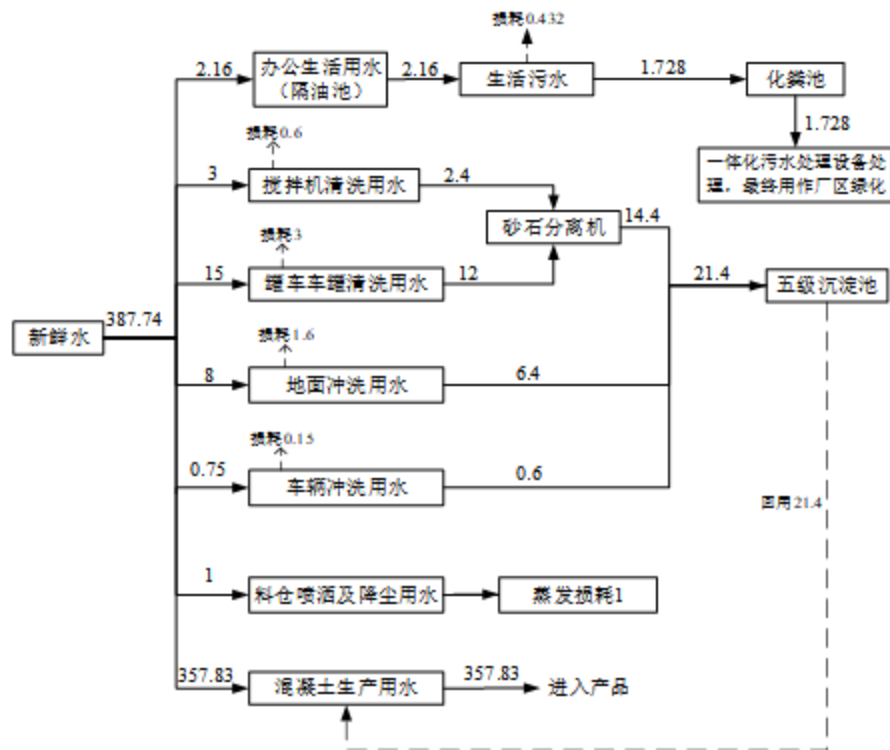 损耗0.432
2.16
办公生活用水
（隔油池）
2.16
生活污水
1.728
化粪池
1.728
一体化污水处理设备处
理，最终用作厂区绿化
损耗0.6
3
搅拌机清洗用水
2.4
砂石分离机
14.4
损耗3
15
罐车车罐清洗用水
12
21.4
五级沉淀池
387.74
新鲜水
损耗1.6
8
地面冲洗用水
6.4
损耗0.15
0.75
车辆冲洗用水
0.6
回用21.4
1
料仓喷洒及降尘用水
蒸发损耗1
357.83
混凝土生产用水
357.83
进入产品